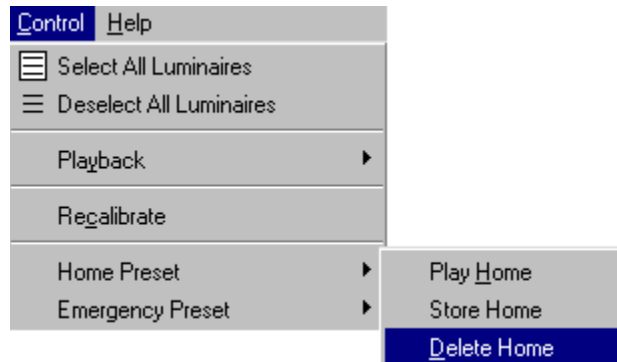 Control Help
Select All Luminaires
Deselect All Luminaires
Playback
Recalibrate
Home Preset
Play Home
Emergency Preset
Store Home
Delete Home